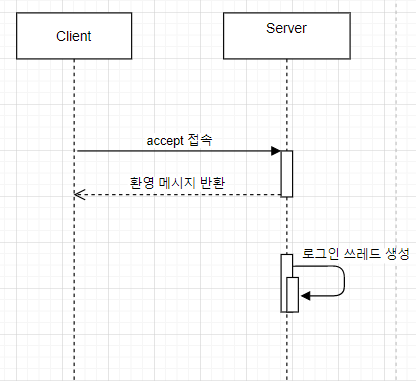 Client
Server
accept 접속
환영 메시지 반환
로그인 쓰레드 생성